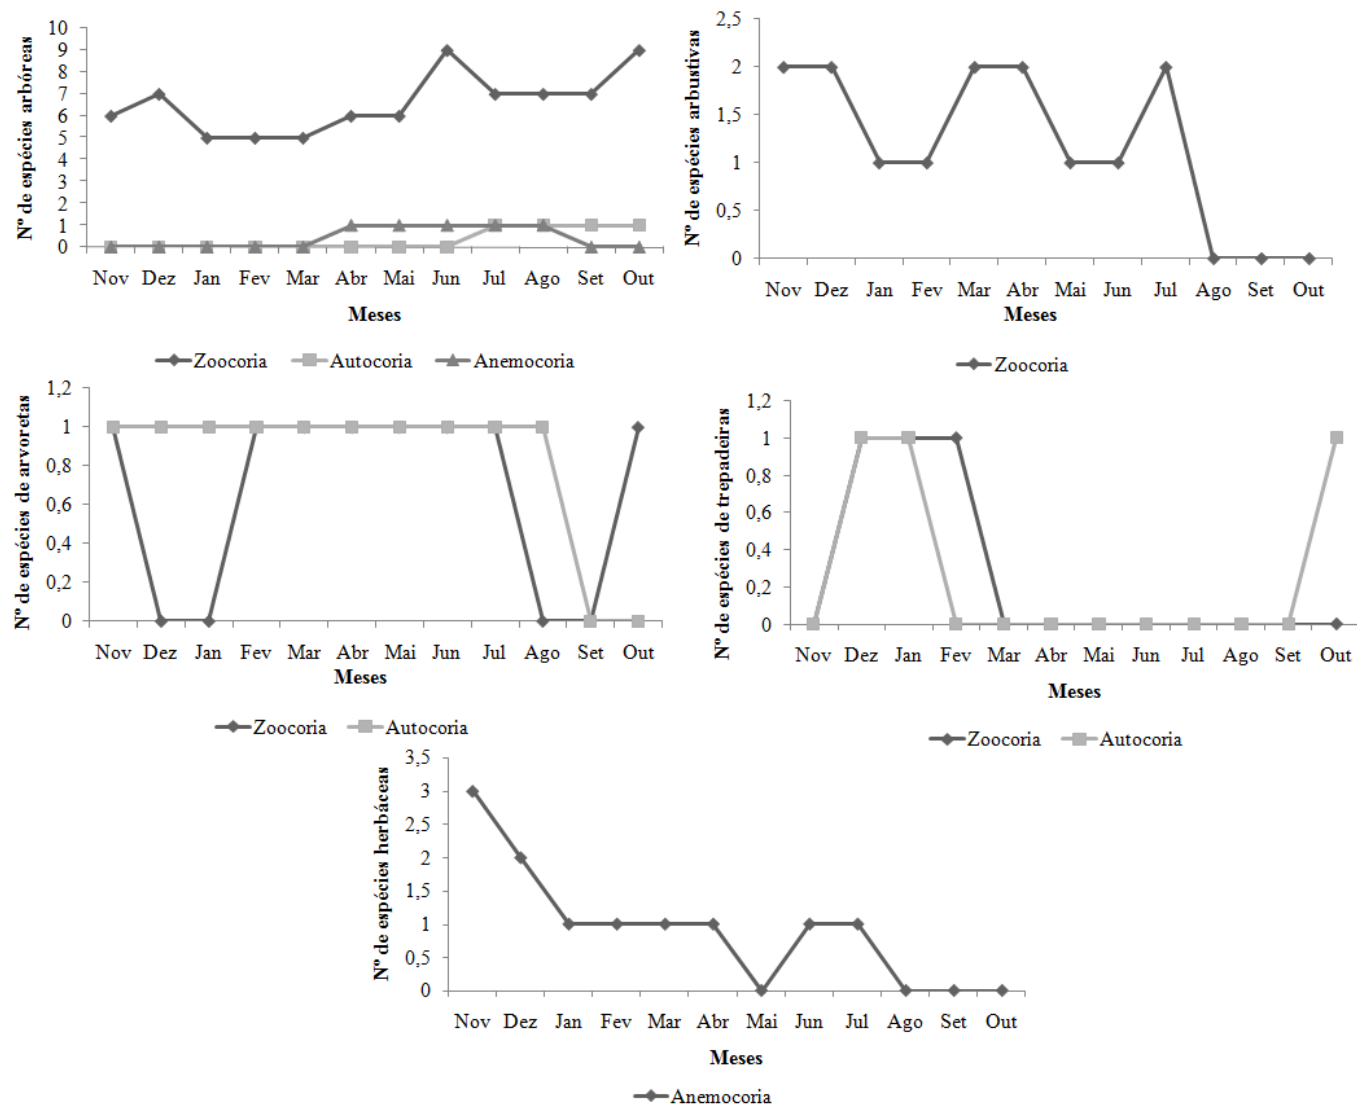 Nº de espécies arbóreas
10
9
8
7
6
5
4
3
2
1
0
Nov Dez Jan Fev Mar Abr Mai Jun Jul Ago Set Out
Meses
Zoocoria Autocoria Anemocoria
Nº de espécies arbustivas
2,5
2
1,5
1
0,5
0
Nov Dez Jan Fev Mar Abr Mai Jun Jul Ago Set Out
Meses
Zoocoria
Nº de espécies de arvoretas
1,2
1
0,8
0,6
0,4
0,2
0
Nov Dez Jan Fev Mar Abr Mai Jun Jul Ago Set Out
Meses
Zoocoria Autocoria
Nº de espécies de trepadeiras
1,2
1
0,8
0,6
0,4
0,2
0
Nov Dez Jan Fev Mar Abr Mai Jun Jul Ago Set Out
Meses
Zoocoria Autocoria
Nº de espécies herbáceas
3,5
3
2,5
2
1,5
1
0,5
0
Nov Dez Jan Fev Mar Abr Mai Jun Jul Ago Set Out
Meses
Anemocoria